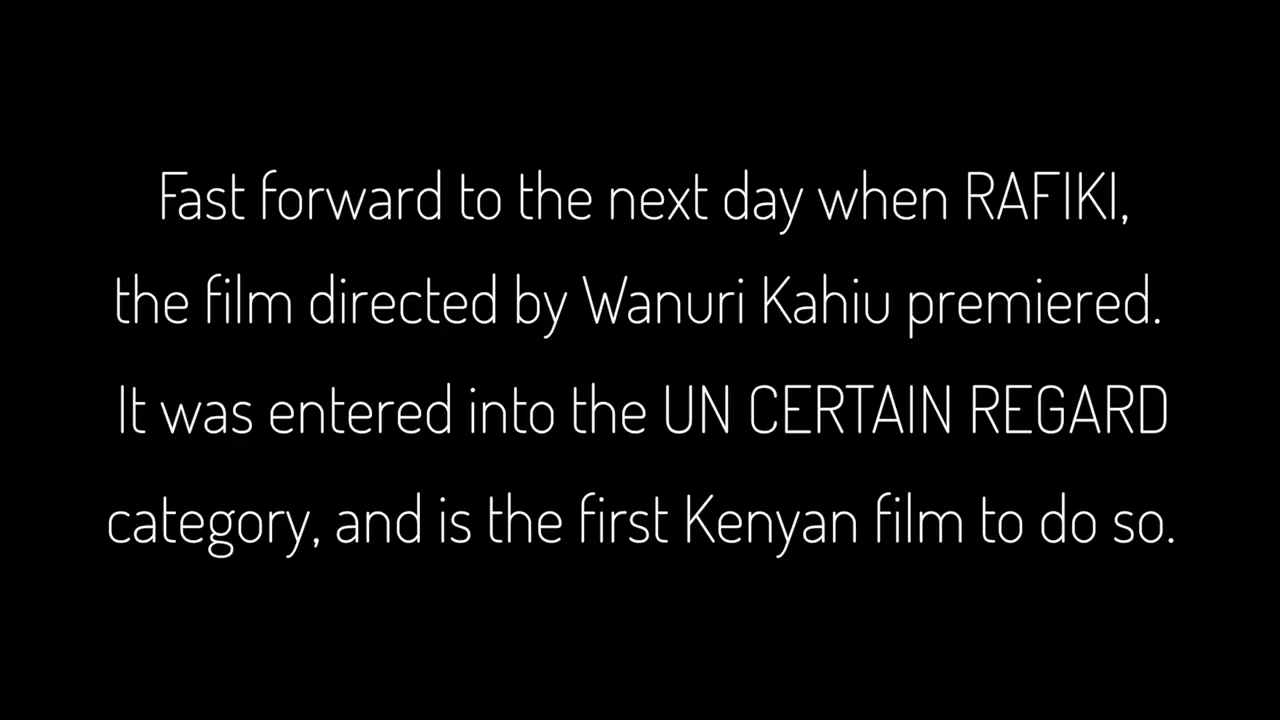 Fast forward to the next day when RAFIKI,
the film directed by Wanuri Kahiu premiered.
It was entered into the UN CERTAIN REGARD
category, and is the first Kenyan film to do so.